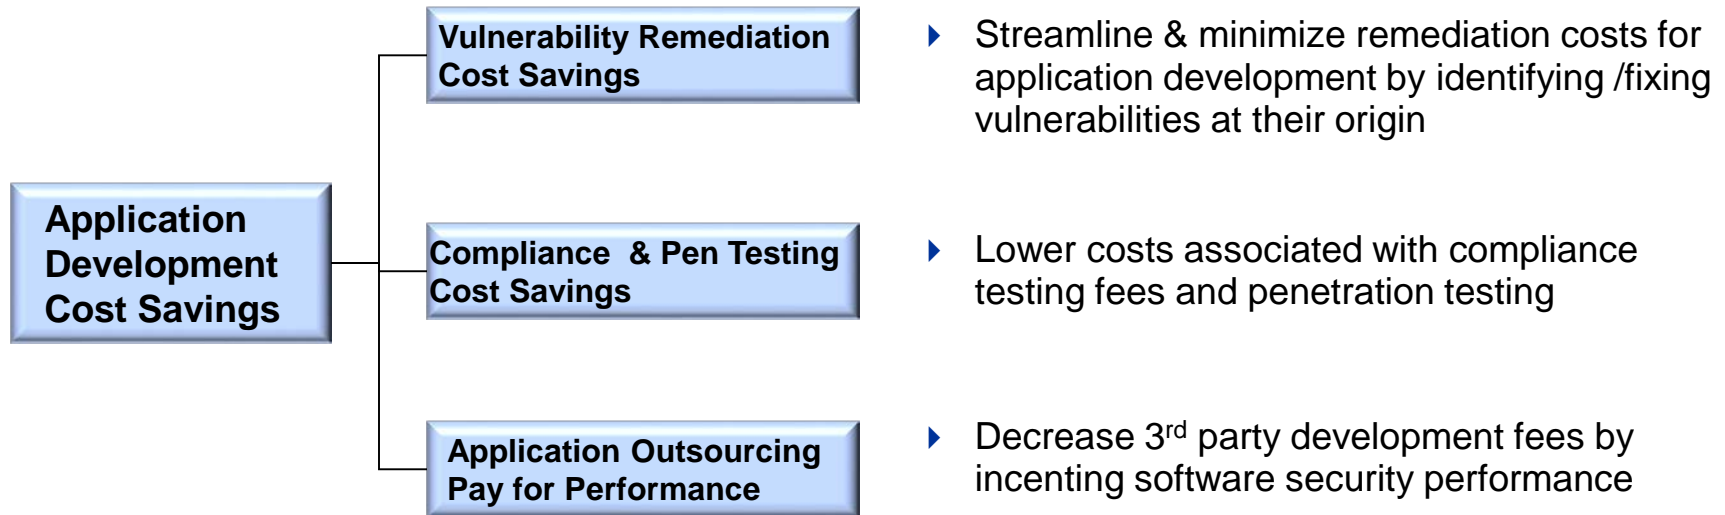 Vulnerability Remediation
Cost Savings
Streamline & minimize remediation costs for
application development by identifying /fixing
vulnerabilities at their origin
Application
Development
Cost Savings
Compliance & Pen Testing
Cost Savings
Lower costs associated with compliance
testing fees and penetration testing
Application Outsourcing
Pay for Performance
Decrease 3rd party development fees by
incenting software security performance